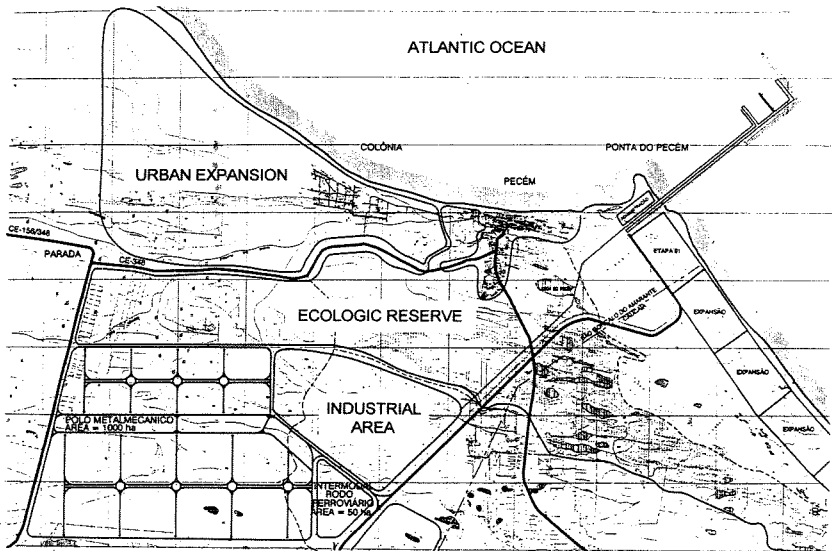 ATLANTIC OCEAN
COLÔNIA
PONTA DO PECÉM
URBAN EXPANSION
PECÉM
CE-156/348
PARADA
CE-348
ETAPA 01
ECOLOGIC RESERVE
EXPANSÃO
EXPANSÃO
EXPANSÃO
INDUSTRIAL
AREA
POLO METALMECANICO
AREA = 1000 ha
INTERMODAL
RODO
FERROVIÁRIO
AREA = 50 ha